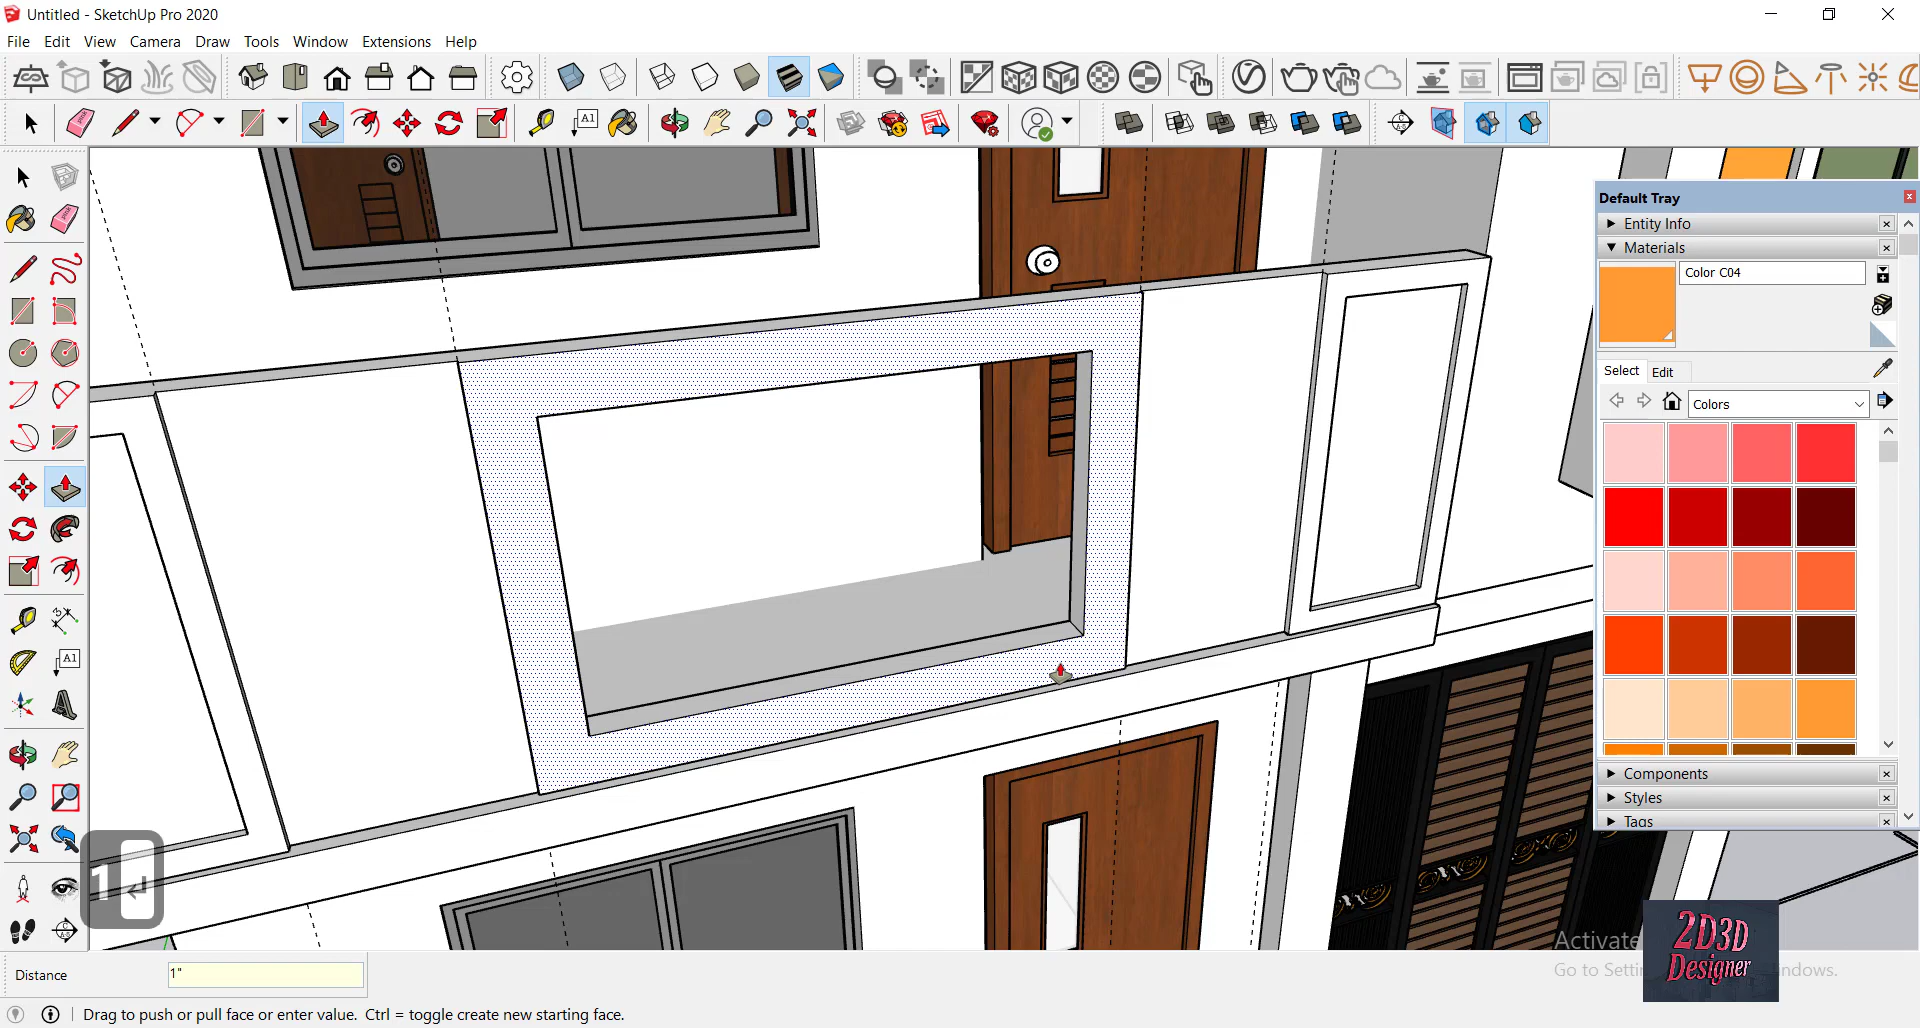 Untitled - SketchUp Pro 2020
File Edit View Camera Draw Tools Window Extensions Help
Default Tray
Entity Info
Materials
Color C04
Select Edit
Colors
Components
Styles
Tags
1
Distance 1"
Drag to push or pull face or enter value. Ctrl = toggle create new starting face.
Activate
Go to Setti ndows.
2D3D
Designer